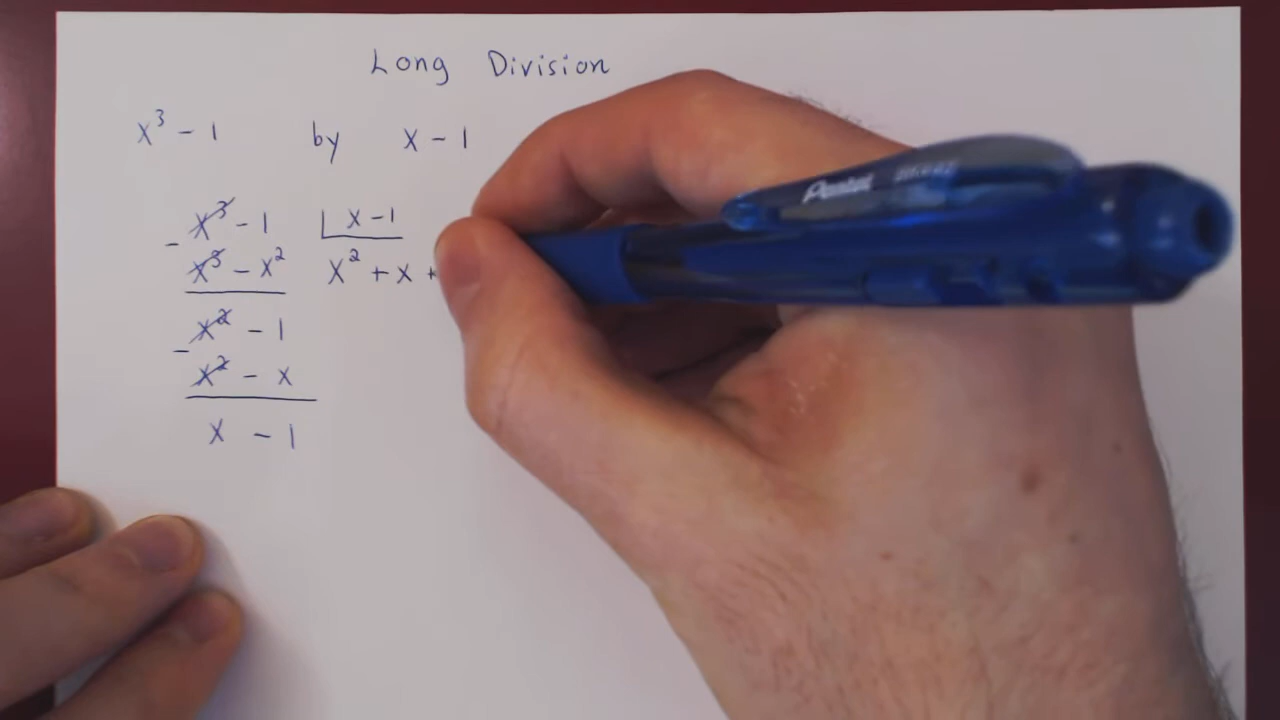 Long Division
x³ - 1 by x - 1
x³ - 1 x - 1
-
x³ - x² x² + x +
x² - 1
-
x² - x
x - 1
Pentel